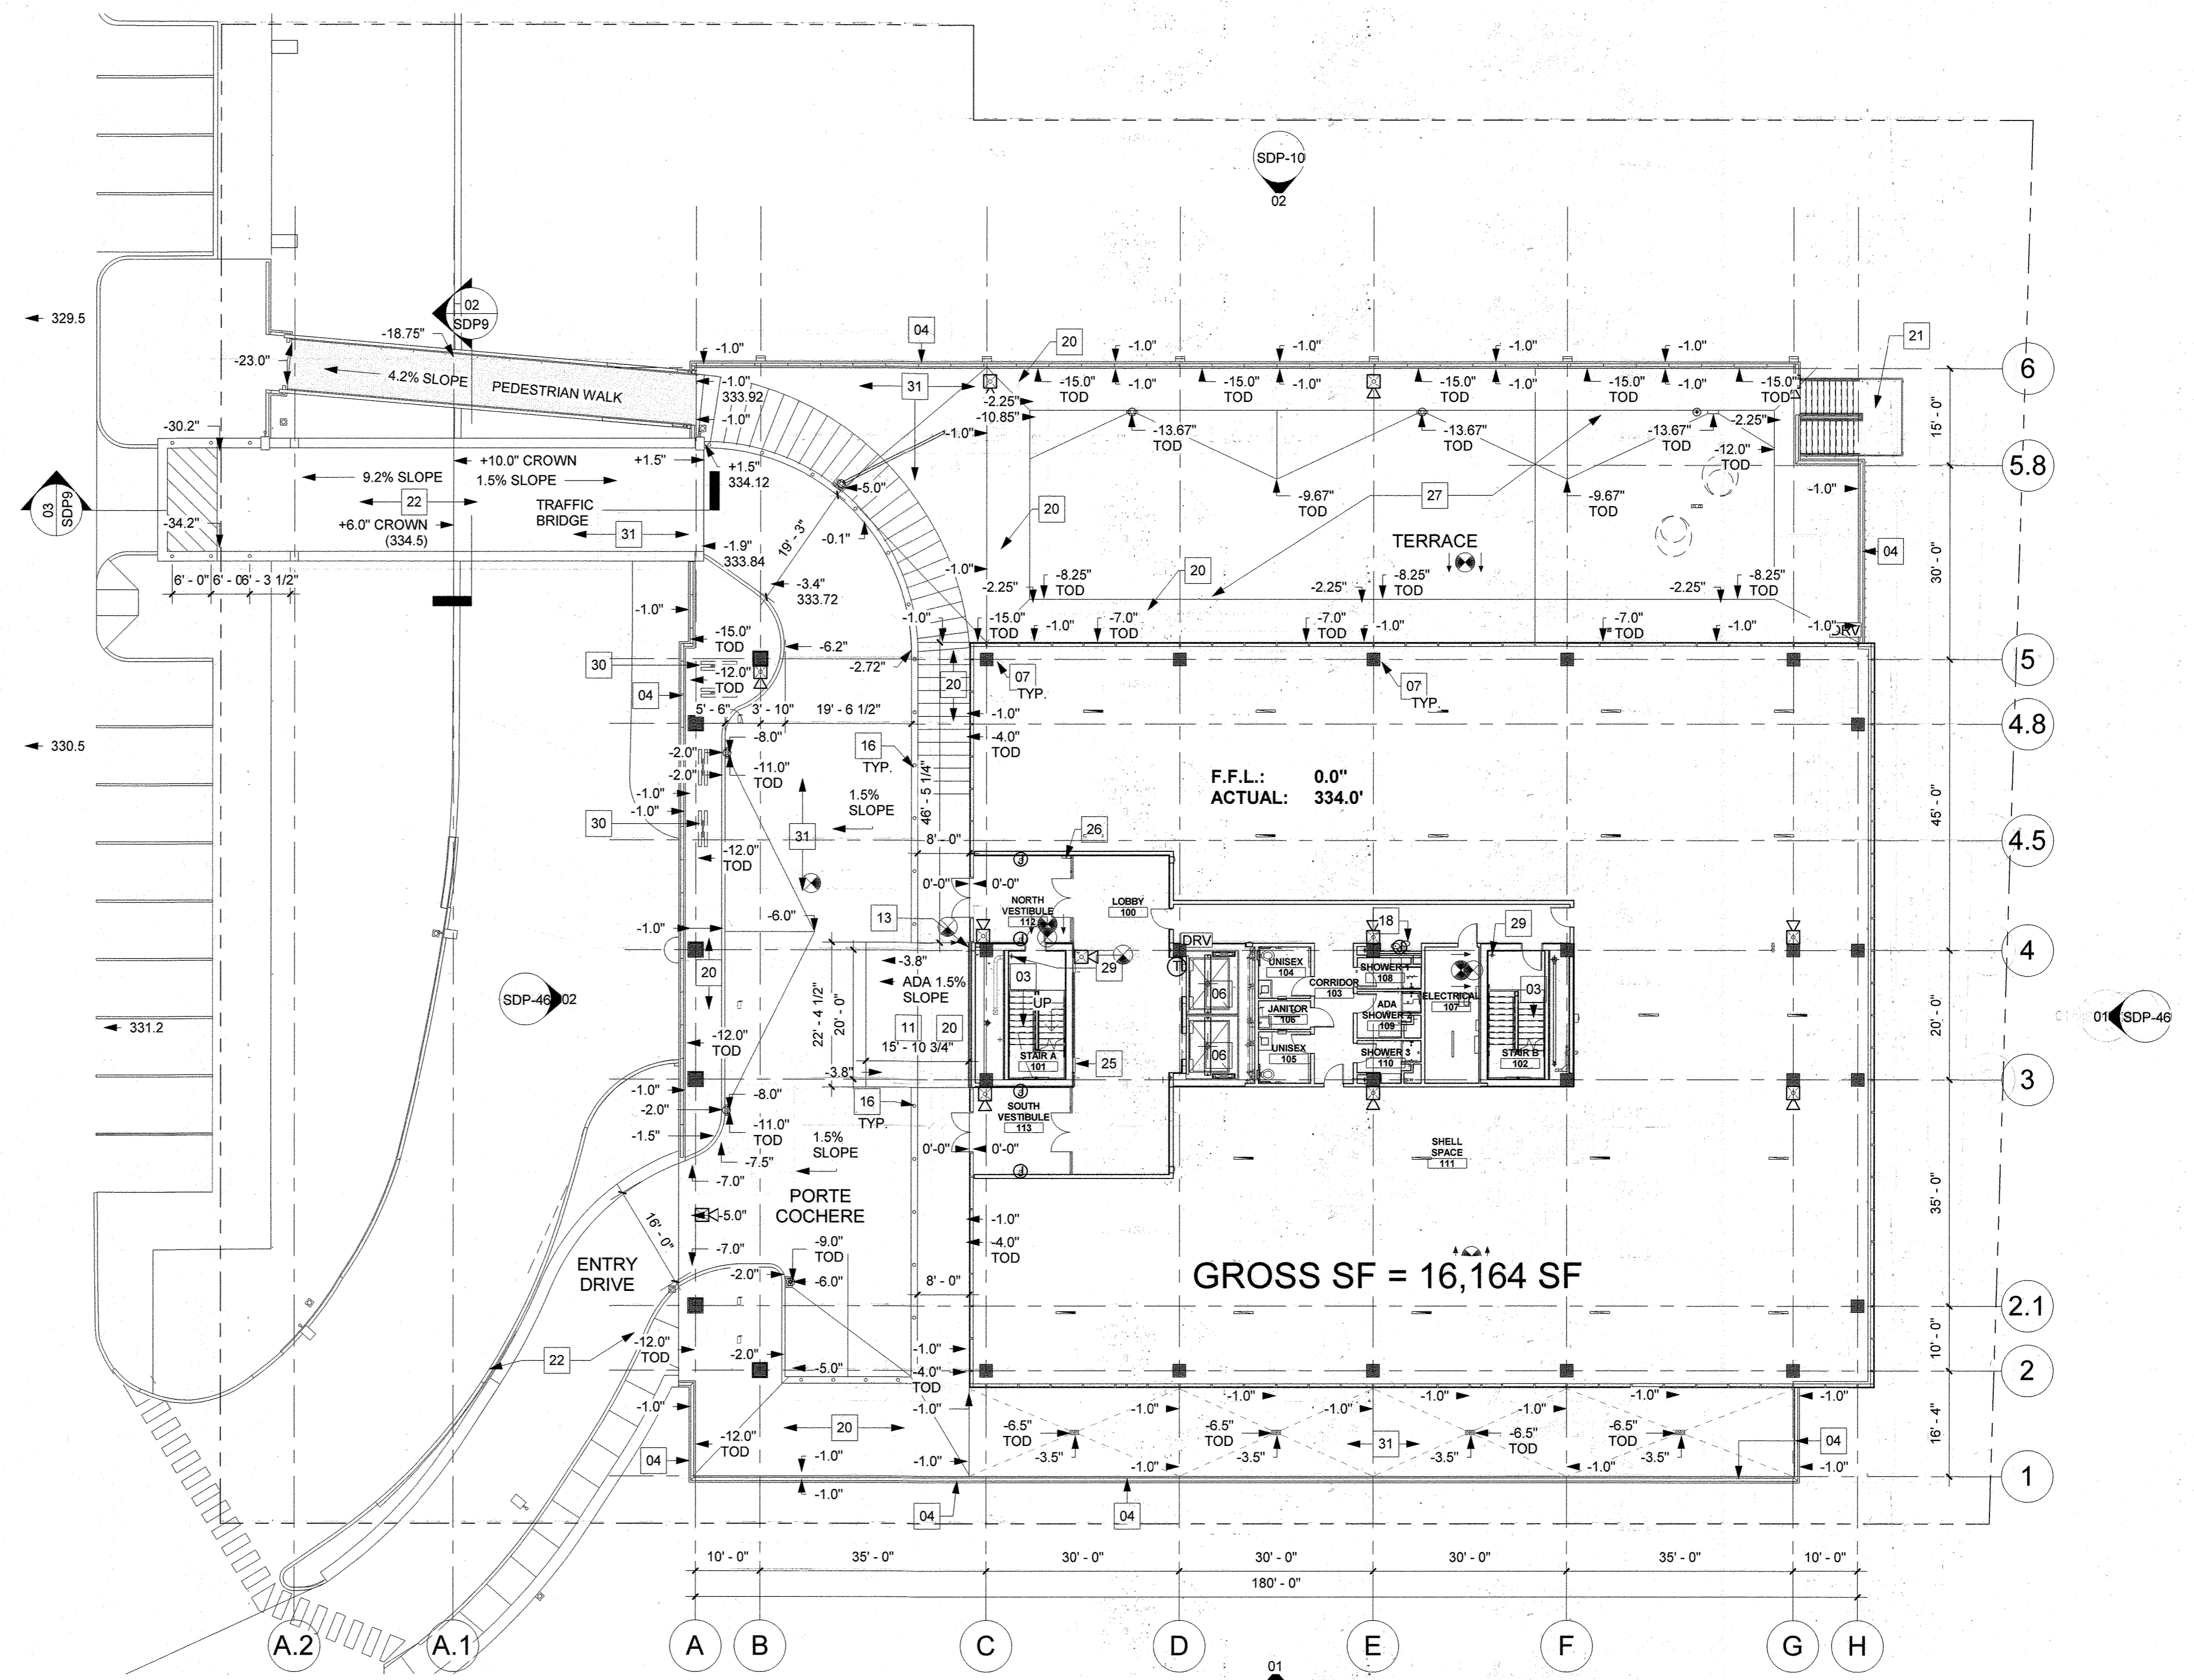 SDP-10
02
329.5
02
SDP9
-18.75"
-23.0"
4.2% SLOPE
PEDESTRIAN WALK
-1.0"
04
20
-1.0"
-1.0"
-1.0"
-1.0"
21
6
-1.0"
333.92
-1.0"
31
-2.25"
-10.85"
-1.0"
-15.0"
TOD
-1.0"
-15.0"
TOD
-1.0"
-15.0"
TOD
-1.0"
-15.0"
TOD
-1.0"
-15.0"
TOD
-13.67"
TOD
-13.67"
TOD
-13.67"
TOD
-2.25"
-12.0"
TOD
15' - 0"
-30.2"
03
SDP9
9.2% SLOPE
+10.0" CROWN
1.5% SLOPE
+1.5"
+1.5"
334.12
22
TRAFFIC
BRIDGE
+6.0" CROWN
(334.5)
31
-34.2"
-1.9"
333.84
-5.0"
19' - 3"
-0.1"
-1.0"
20
-9.67"
TOD
27
-9.67"
TOD
-1.0"
5.8
TERRACE
04
30' - 0"
6' - 0"
6' - 0
6' - 3 1/2"
-3.4"
333.72
-1.0"
-2.25"
-8.25"
TOD
20
-2.25"
-8.25"
TOD
-2.25"
-8.25"
TOD
-1.0"
-15.0"
TOD
-6.2"
-1.0"
-15.0"
TOD
-1.0"
-7.0"
TOD
-7.0"
TOD
-1.0"
-7.0"
TOD
-1.0"
-1.0"
DRV
30
-12.0"
TOD
04
-2.72"
20
07
TYP.
07
TYP.
5
5' - 6"
3' - 10"
19' - 6 1/2"
-1.0"
-4.0"
TOD
4.8
330.5
-8.0"
-2.0"
-2.0"
-11.0"
TOD
16
TYP.
-1.0"
-1.0"
30
31
1.5%
SLOPE
46' - 5 1/4"
F.F.L.: 0.0"
ACTUAL: 334.0'
45' - 0"
-12.0"
TOD
8' - 0"
26
4.5
0'-0"
0'-0"
NORTH
VESTIBULE
112
LOBBY
100
-1.0"
-6.0"
13
18
29
DRV
4
20
-3.8"
ADA 1.5%
SLOPE
22' - 4 1/2"
20' - 0"
03
29
UP
06
06
UNISEX
104
CORRIDOR
103
JANITOR
106
UNISEX
105
SHOWER 1
108
ADA
SHOWER 2
109
SHOWER 3
110
ELECTRICAL
107
03
20' - 0"
SDP-46
02
01
SDP-46
331.2
-12.0"
TOD
11
20
15' - 10 3/4"
STAIR A
101
25
STAIR B
102
-3.8"
3
-1.0"
-8.0"
-2.0"
-11.0"
TOD
16
TYP.
SOUTH
VESTIBULE
113
-1.5"
-7.5"
1.5%
SLOPE
0'-0"
0'-0"
SHELL
SPACE
111
-7.0"
PORTE
COCHERE
-5.0"
16' - 0"
-1.0"
-4.0"
TOD
35' - 0"
-7.0"
-9.0"
TOD
ENTRY
DRIVE
-2.0"
-6.0"
8' - 0"
GROSS SF = 16,164 SF
2.1
-12.0"
TOD
22
-2.0"
-5.0"
-1.0"
-4.0"
TOD
10' - 0"
2
-1.0"
-1.0"
-1.0"
-1.0"
-1.0"
-1.0"
-1.0"
-1.0"
-1.0"
-1.0"
-1.0"
-12.0"
TOD
20
-6.5"
TOD
-6.5"
TOD
-6.5"
TOD
-6.5"
TOD
31
04
16' - 4"
04
-1.0"
-1.0"
-3.5"
-1.0"
-3.5"
-3.5"
-1.0"
-3.5"
-1.0"
1
-1.0"
04
04
10' - 0"
35' - 0"
30' - 0"
30' - 0"
30' - 0"
35' - 0"
10' - 0"
180' - 0"
A.2
A.1
A
B
C
D
E
F
G
H
01